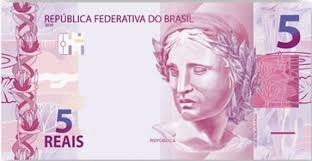 REPÚBLICA FEDERATIVA DO BRASIL
5
5
REAIS